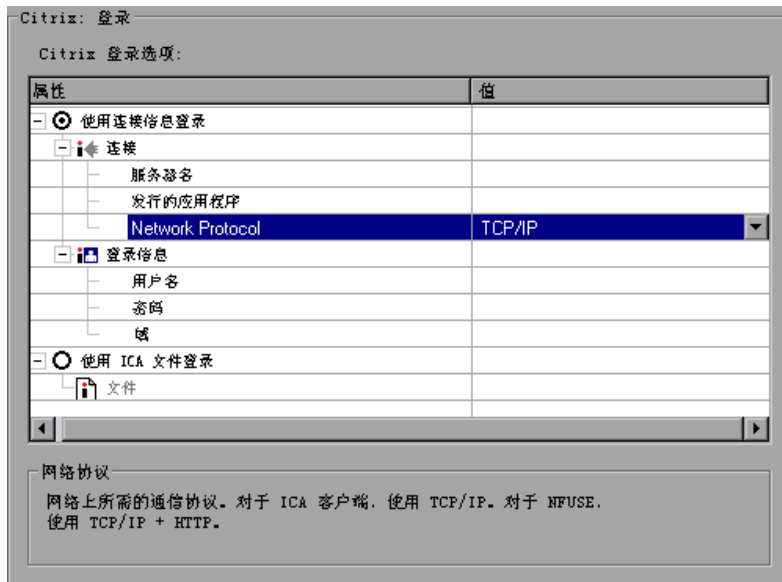 Citrix: 登录
Citrix 登录选项:
属性 值
使用连接信息登录
连接
服务器名
发行的应用程序
Network Protocol TCP/IP
登录信息
用户名
密码
域
使用 ICA 文件登录
文件
网络协议
网络上所需的通信协议。对于 ICA 客户端，使用 TCP/IP。对于 NFUSE，
使用 TCP/IP + HTTP。